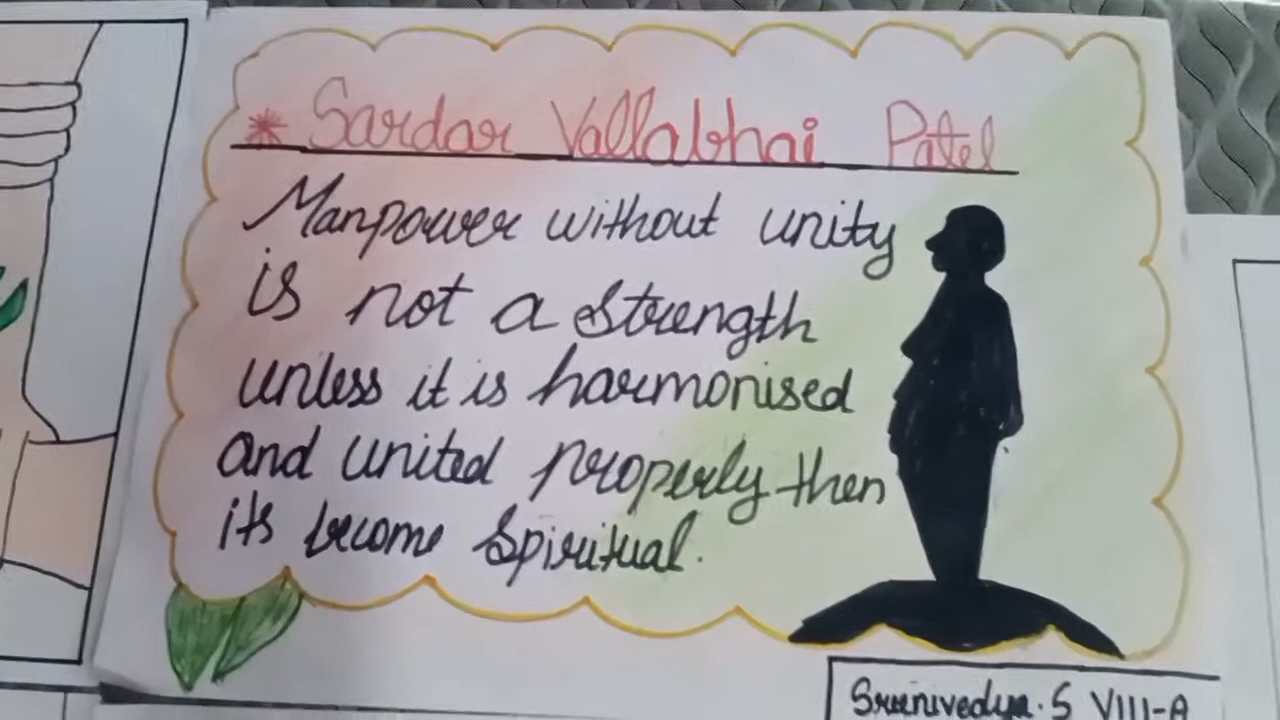 * Sardar Vallabhai Patel
Manpower without unity
is not a strength
unless it is harmonised
and united properly then
its become spiritual.
Sreenivedya.S VIII-A